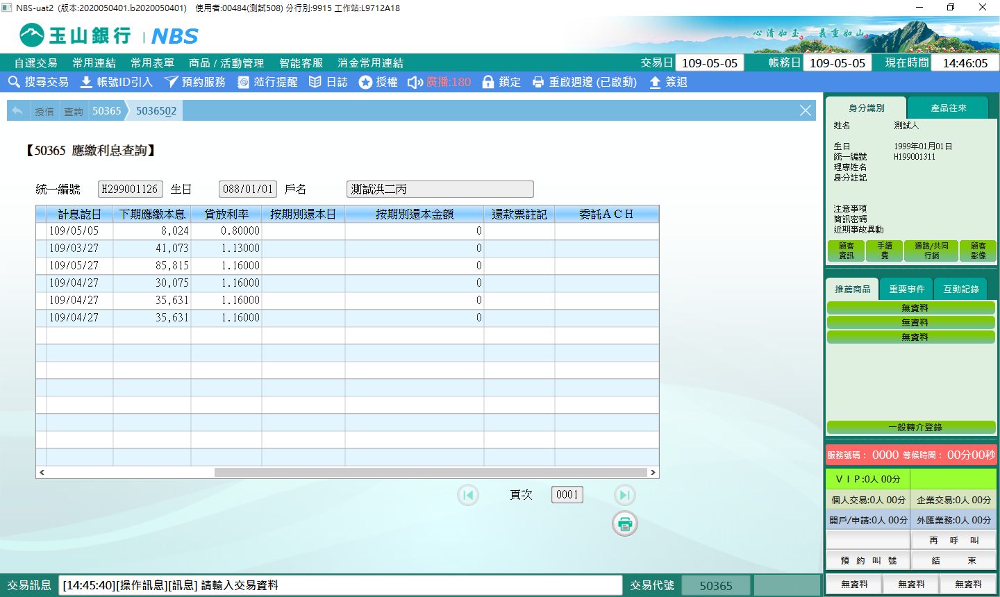 NBS-uat2 (版本:2020050401.b2020050401) 使用者:00484(測試508) 分行別:9915 工作站:L9712A18
玉山銀行 | NBS
心清如玉。義重如山。
自選交易 常用連結 常用表單 商品 / 活動管理 智能客服 消金常用連結 交易日 109-05-05 帳務日 109-05-05 現在時間 14:46:05
搜尋交易 帳號ID引入 預約服務 蒞行提醒 日誌 授權 廣播:180 鎖定 重啟週邊 (已啟動) 簽退
授信 查詢 50365 5036502
【50365 應繳利息查詢】
統一編號 H299001126 生日 088/01/01 戶名 測試洪二丙
計息訖日 下期應繳本息 貸放利率 按期別還本日 按期別還本金額 還款票註記 委託ＡＣＨ
109/05/05 8,024 0.80000 0
109/03/27 41,073 1.13000 0
109/05/27 85,815 1.16000 0
109/04/27 30,075 1.16000 0
109/04/27 35,631 1.16000 0
109/04/27 35,631 1.16000 0
頁次 0001
交易訊息 [14:45:40][操作訊息][訊息] 請輸入交易資料 交易代號 50365
身分識別 產品往來
姓名 測試人
生日 1999年01月01日
統一編號 H199001311
理專姓名
身分註記
注意事項
簡訊密碼
近期事故異動
顧客資訊 手續費 通路/共同行銷 顧客影像
推薦商品 重要事件 互動記錄
無資料
無資料
無資料
一般轉介登錄
服務號碼： 0000 等候時間： 00分00秒
ＶＩＰ:0人 00分
個人交易:0人 00分 企業交易:0人 00分
開戶/申請:0人 00分 外匯業務:0人 00分
再 呼 叫
預 約 叫 號 結 束
無資料 無資料 無資料